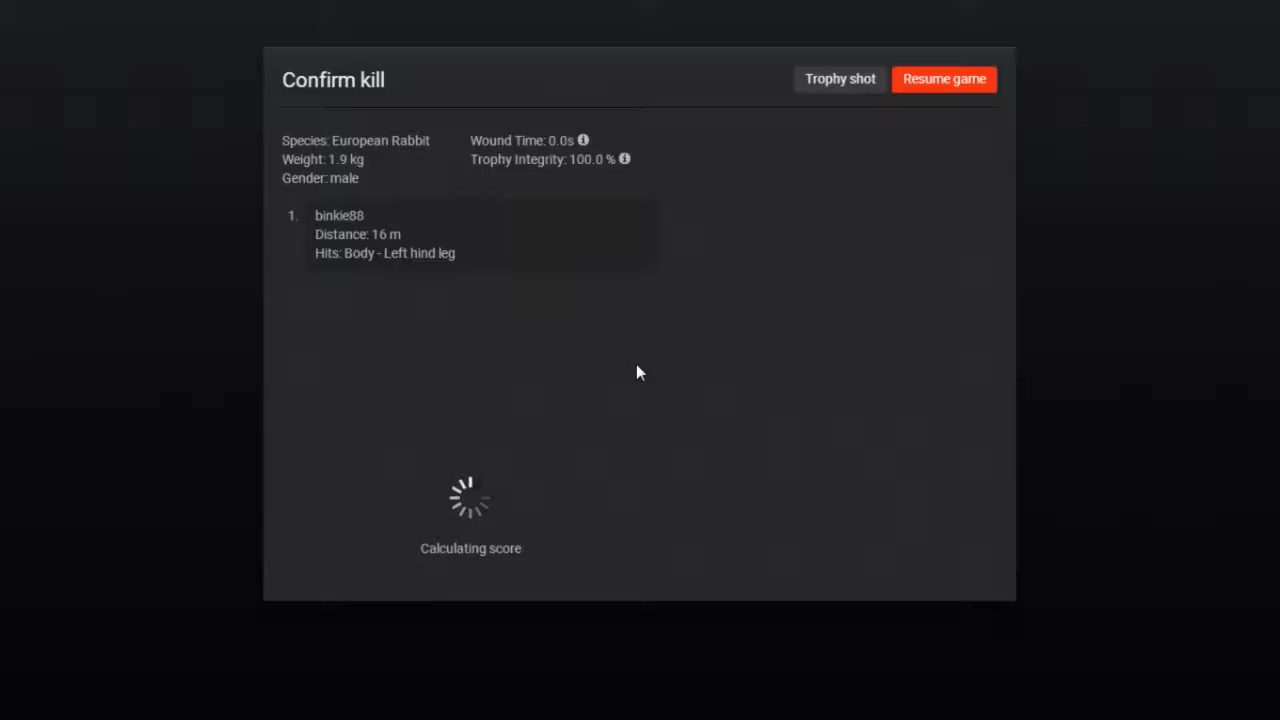 Confirm kill
Trophy shot
Resume game
Species: European Rabbit
Weight: 1.9 kg
Gender: male
Wound Time: 0.0s
Trophy Integrity: 100.0 %
1. binkie88
Distance: 16 m
Hits: Body - Left hind leg
Calculating score